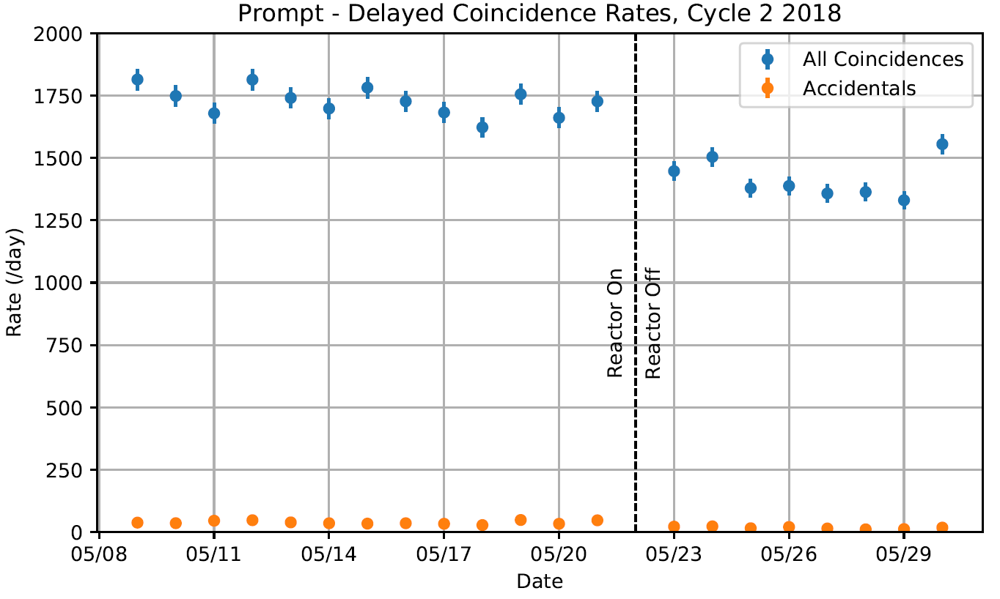 Prompt - Delayed Coincidence Rates, Cycle 2 2018
2000
1750
1500
1250
1000
750
500
250
0
Rate (/day)
All Coincidences
Accidentals
Reactor On
Reactor Off
05/08 05/11 05/14 05/17 05/20 05/23 05/26 05/29
Date